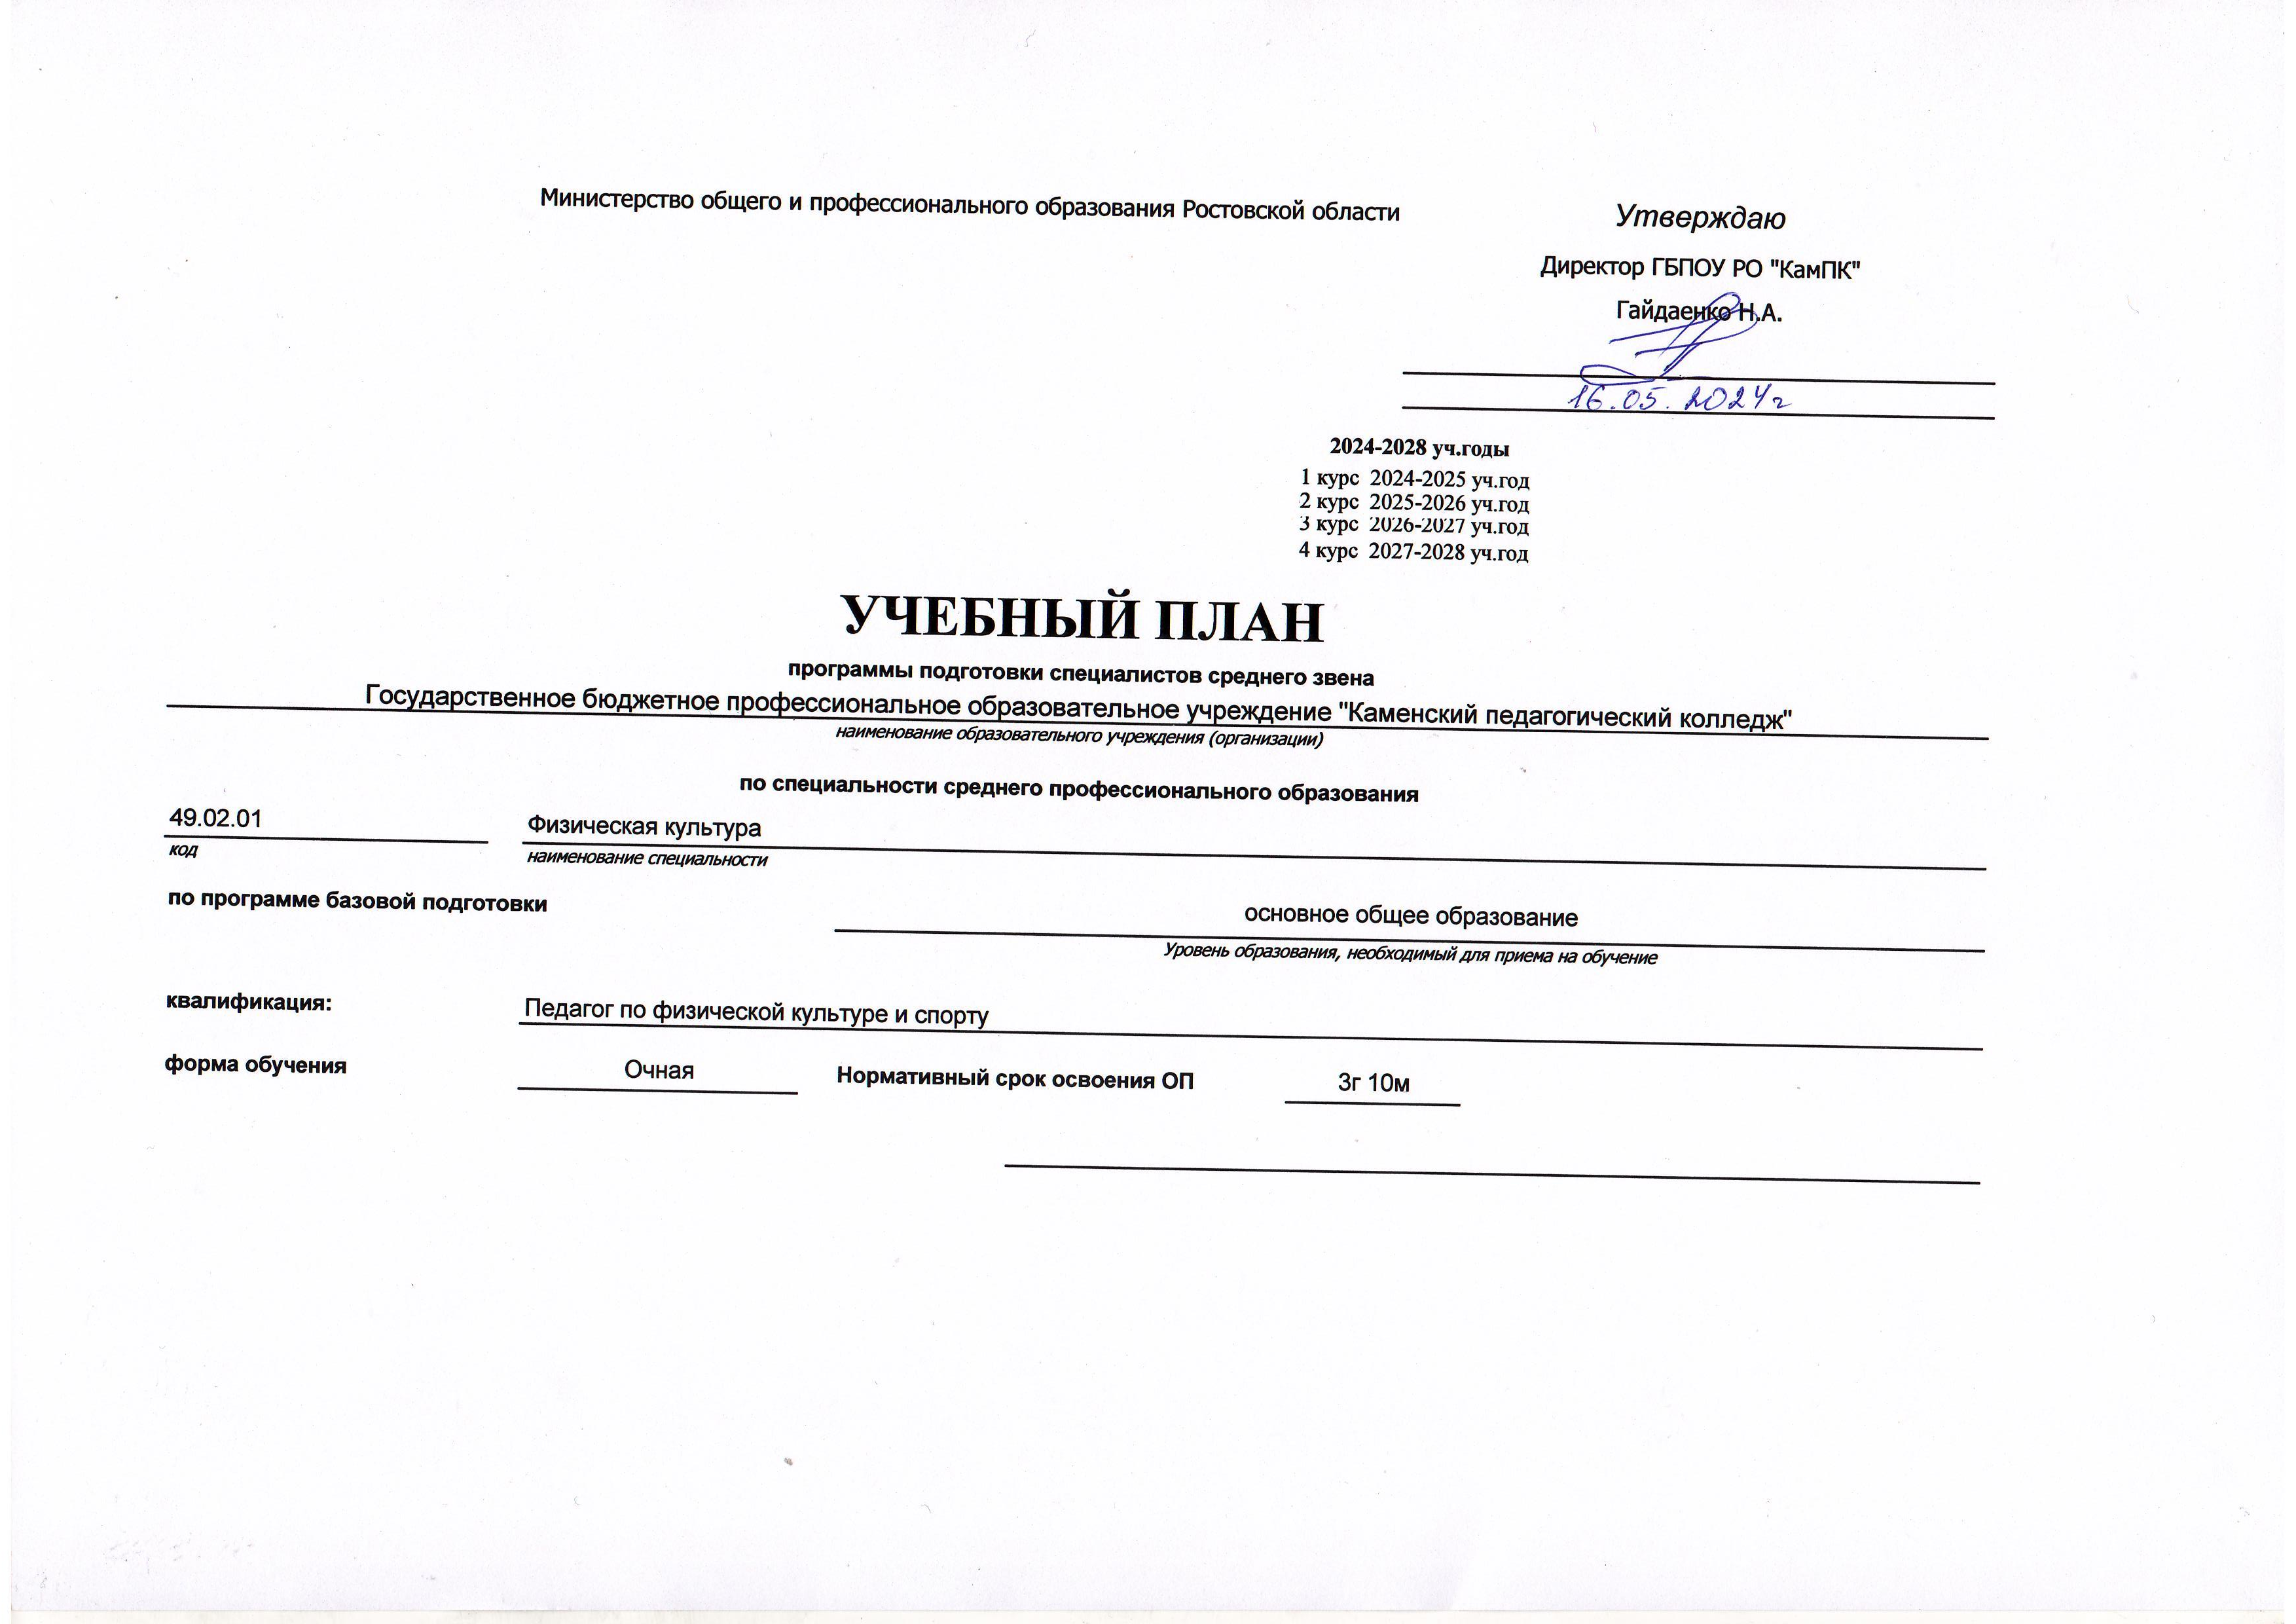 Министерство общего и профессионального образования Ростовской области
Утверждаю
Директор ГБПОУ РО "КамПК"
Гайдаенко Н.А.
16.05.2024г
2024-2028 уч.годы
1 курс 2024-2025 уч.год
2 курс 2025-2026 уч.год
3 курс 2026-2027 уч.год
4 курс 2027-2028 уч.год
УЧЕБНЫЙ ПЛАН
программы подготовки специалистов среднего звена
Государственное бюджетное профессиональное образовательное учреждение "Каменский педагогический колледж"
наименование образовательного учреждения (организации)
по специальности среднего профессионального образования
49.02.01 Физическая культура
код наименование специальности
по программе базовой подготовки основное общее образование
Уровень образования, необходимый для приема на обучение
квалификация: Педагог по физической культуре и спорту
форма обучения Очная Нормативный срок освоения ОП 3г 10м